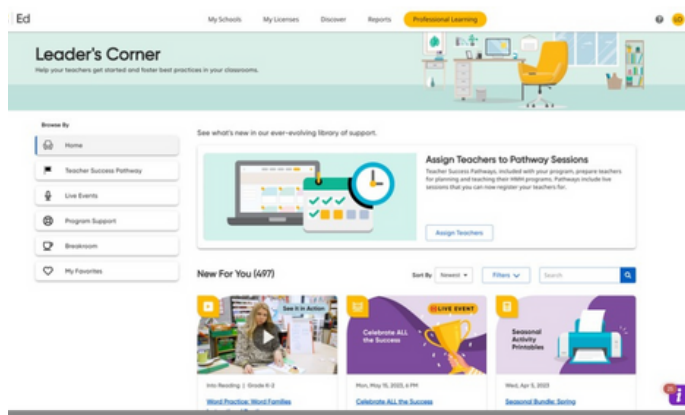 Ed
My Schools
My Licenses
Discover
Reports
Professional Learning
Leader's Corner
Help your teachers get started and foster best practices in your classrooms.
Browse By
Home
Teacher Success Pathway
Live Events
Program Support
Breakroom
My Favorites
See what's new in our ever-evolving library of support.
Assign Teachers to Pathway Sessions
Teacher Success Pathways, included with your program, prepare teachers
for planning and teaching their HMH programs. Pathways include live
sessions that you can now register your teachers for.
Assign Teachers
New For You (497)
Sort By
Newest
Filters
Search
See It in Action
Into Reading | Grade K-2
Word Practice: Word Families
LIVE EVENT
Celebrate ALL
the Success
Mon, May 15, 2023, 6 PM
Celebrate ALL the Success
Seasonal
Activity
Printables
Wed, Apr 5, 2023
Seasonal Bundle: Spring